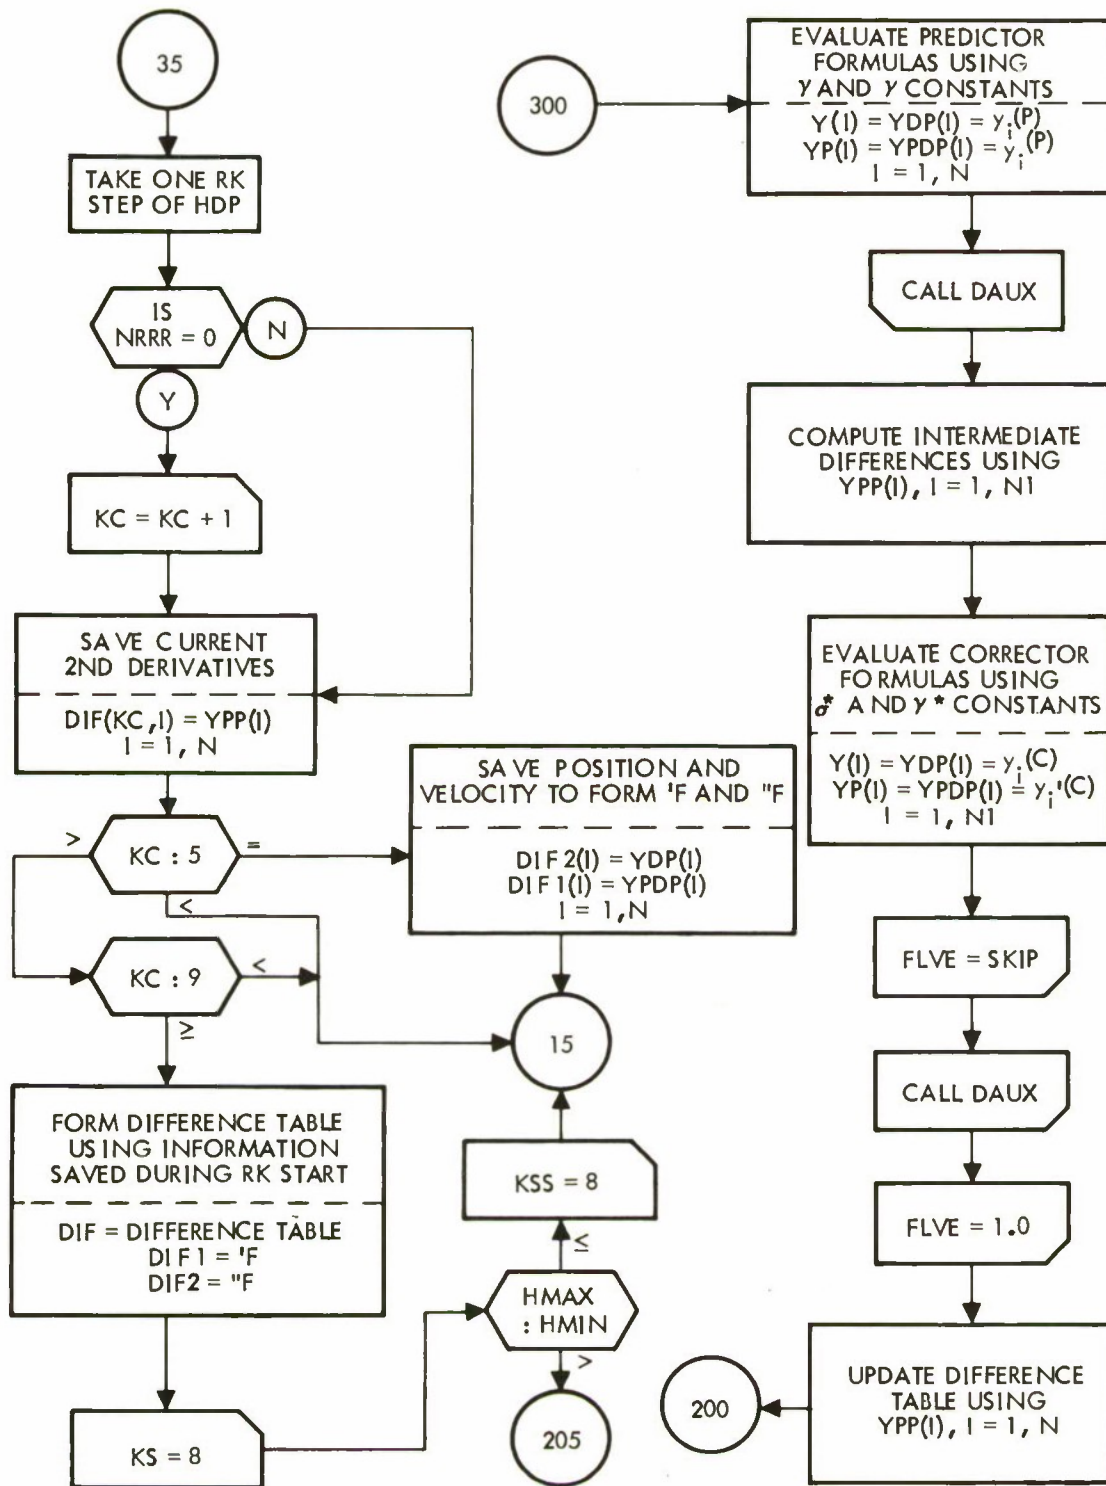 35
TAKE ONE RK
STEP OF HDP
IS
NRRR = 0
N
Y
KC = KC + 1
SAVE CURRENT
2ND DERIVATIVES
DIF(KC,I) = YPP(I)
I = 1, N
KC : 5
>
=
<
KC : 9
<
≥
FORM DIFFERENCE TABLE
USING INFORMATION
SAVED DURING RK START
DIF = DIFFERENCE TABLE
DIF1 = 'F
DIF2 = "F
KS = 8
SAVE POSITION AND
VELOCITY TO FORM 'F AND "F
DIF2(I) = YDP(I)
DIF1(I) = YPDP(I)
I = 1,N
15
KSS = 8
≤
HMAX
: HMIN
>
205
300
EVALUATE PREDICTOR
FORMULAS USING
γ AND γ CONSTANTS
Y(I) = YDP(I) = y_i(P)
YP(I) = YPDP(I) = y_i(P)
I = 1, N
CALL DAUX
COMPUTE INTERMEDIATE
DIFFERENCES USING
YPP(I), I = 1, N1
EVALUATE CORRECTOR
FORMULAS USING
σ* AND γ* CONSTANTS
Y(I) = YDP(I) = y_i(C)
YP(I) = YPDP(I) = y_i'(C)
I = 1, N1
FLVE = SKIP
CALL DAUX
FLVE = 1.0
UPDATE DIFFERENCE
TABLE USING
YPP(I), I = 1, N
200